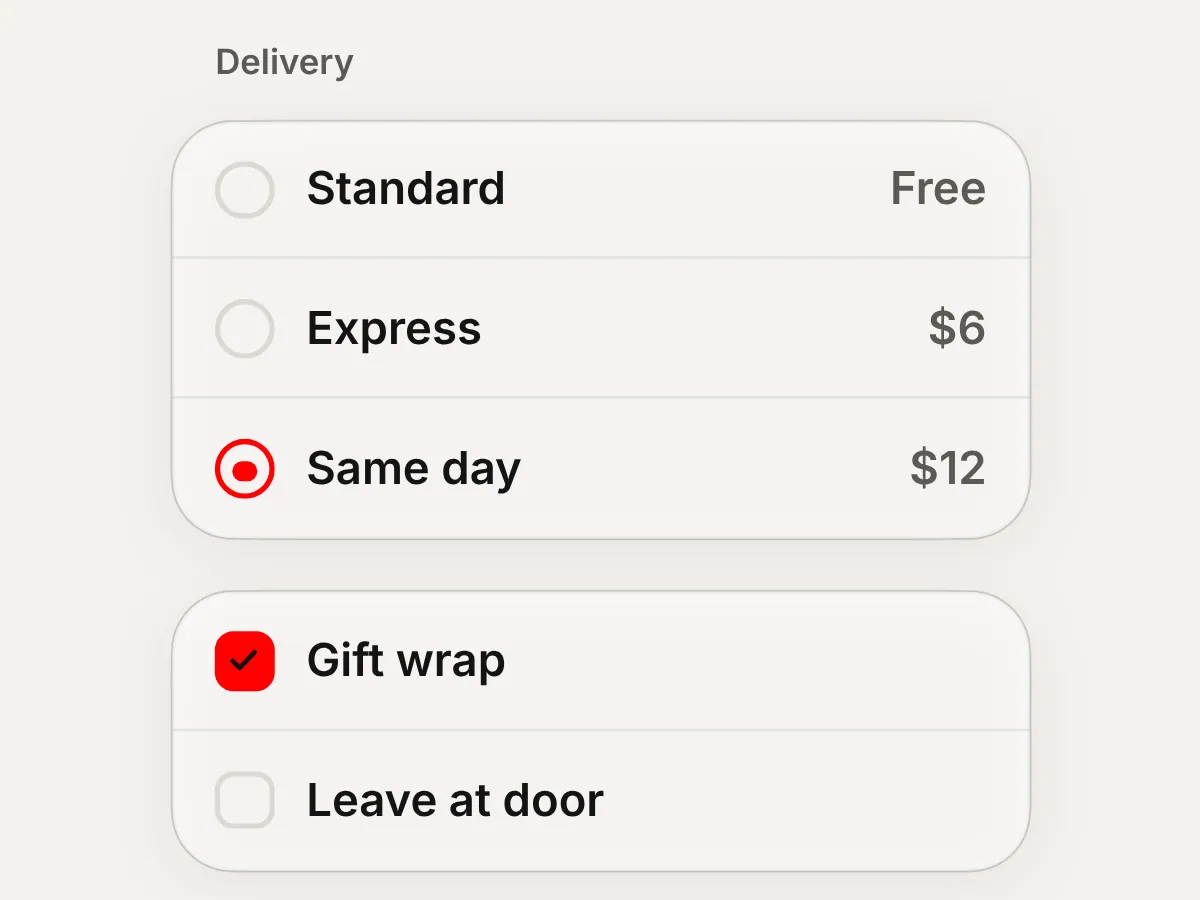 Delivery
Standard Free
Express $6
Same day $12
Gift wrap
Leave at door